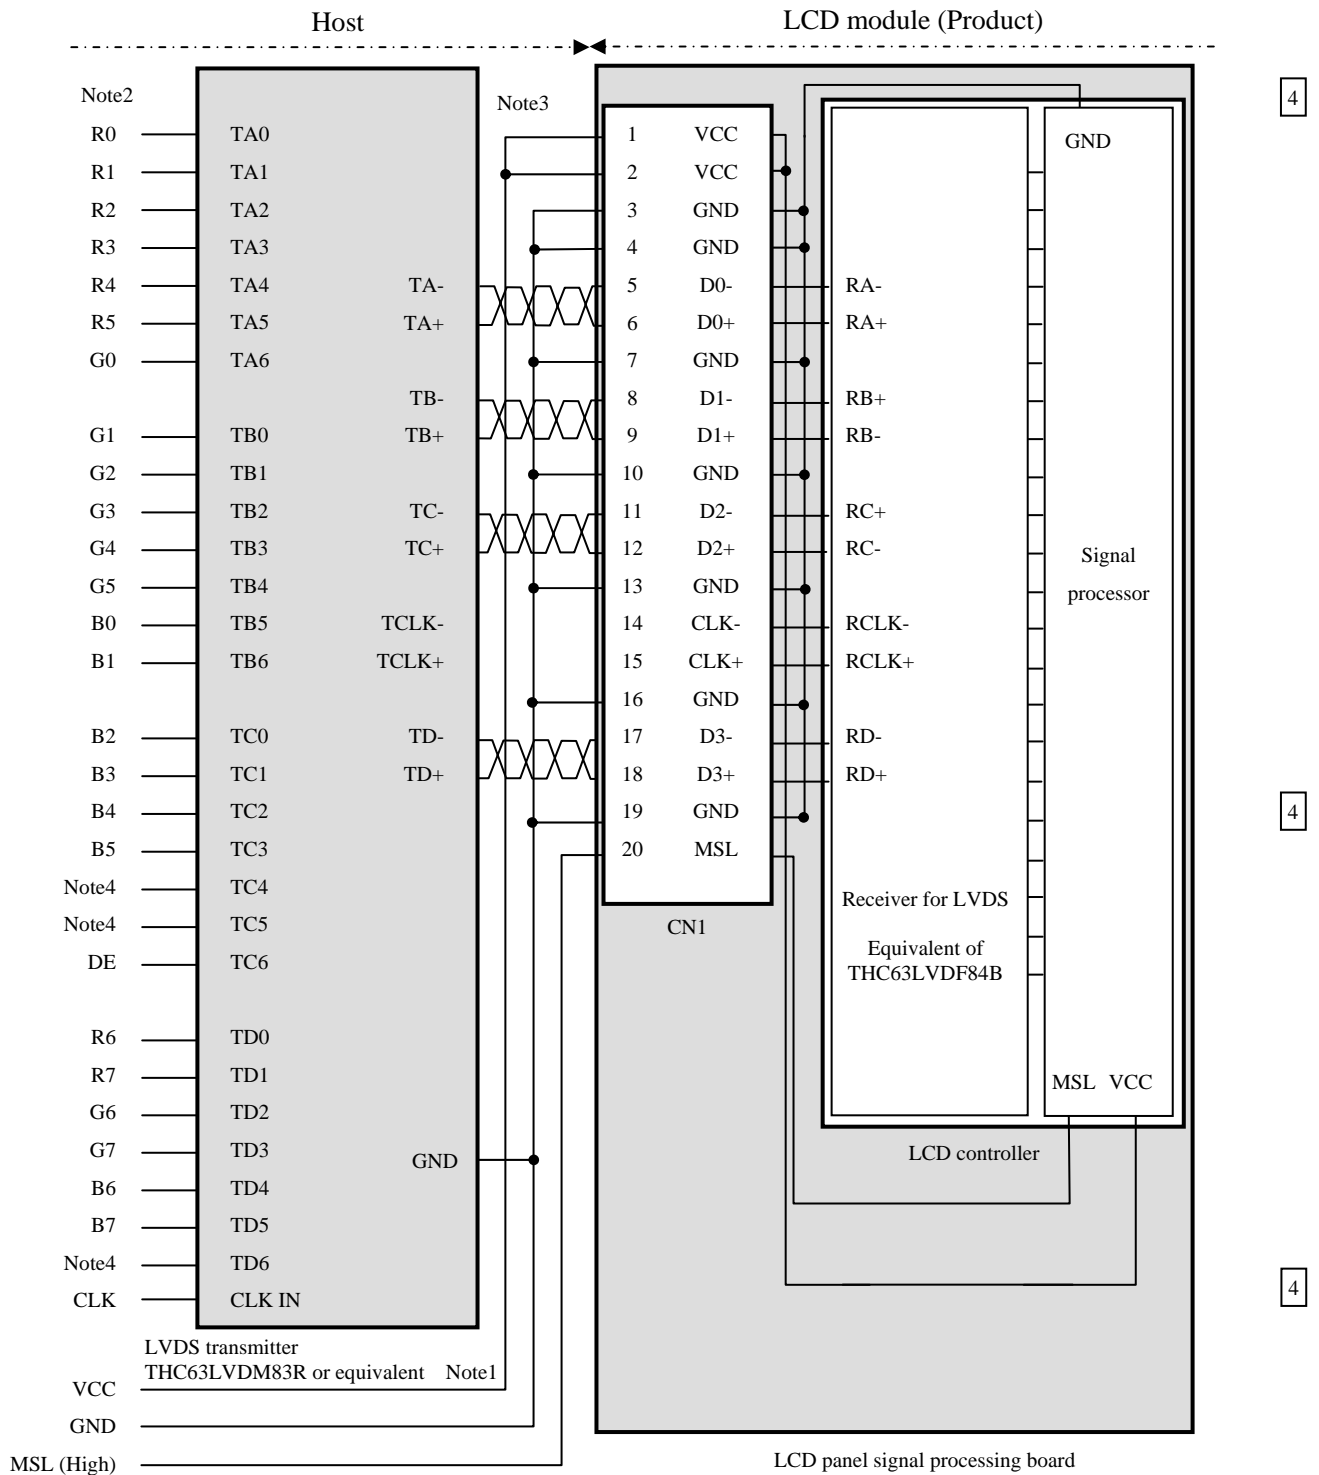 Host
LCD module (Product)
Note2
Note3
4
R0 TA0 1 VCC GND
R1 TA1 2 VCC
R2 TA2 3 GND
R3 TA3 4 GND
R4 TA4 TA- 5 D0- RA-
R5 TA5 TA+ 6 D0+ RA+
G0 TA6 7 GND
TB- 8 D1- RB+
G1 TB0 TB+ 9 D1+ RB-
G2 TB1 10 GND
G3 TB2 TC- 11 D2- RC+
G4 TB3 TC+ 12 D2+ RC-
Signal
processor
G5 TB4 13 GND
B0 TB5 TCLK- 14 CLK- RCLK-
B1 TB6 TCLK+ 15 CLK+ RCLK+
16 GND
B2 TC0 TD- 17 D3- RD-
B3 TC1 TD+ 18 D3+ RD+
B4 TC2 19 GND
4
B5 TC3 20 MSL
Note4 TC4
Note4 TC5
CN1
DE TC6
Receiver for LVDS
Equivalent of
THC63LVDF84B
R6 TD0
R7 TD1
MSL VCC
G6 TD2
G7 TD3
GND
LCD controller
B6 TD4
B7 TD5
Note4 TD6
4
CLK CLK IN
LVDS transmitter
THC63LVDM83R or equivalent Note1
VCC
GND
MSL (High)
LCD panel signal processing board